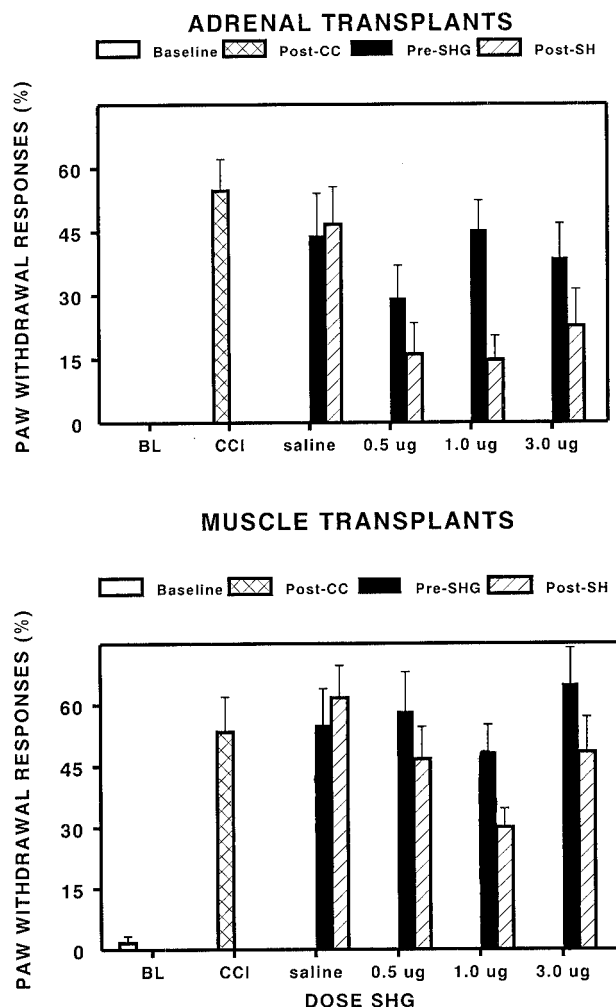 ADRENAL TRANSPLANTS
Baseline Post-CC Pre-SHG Post-SH
PAW WITHDRAWAL RESPONSES (%)
60
45
30
15
0
BL CCI saline 0.5 ug 1.0 ug 3.0 ug
MUSCLE TRANSPLANTS
Baseline Post-CC Pre-SHG Post-SH
PAW WITHDRAWAL RESPONSES (%)
60
45
30
15
0
BL CCI saline 0.5 ug 1.0 ug 3.0 ug
DOSE SHG